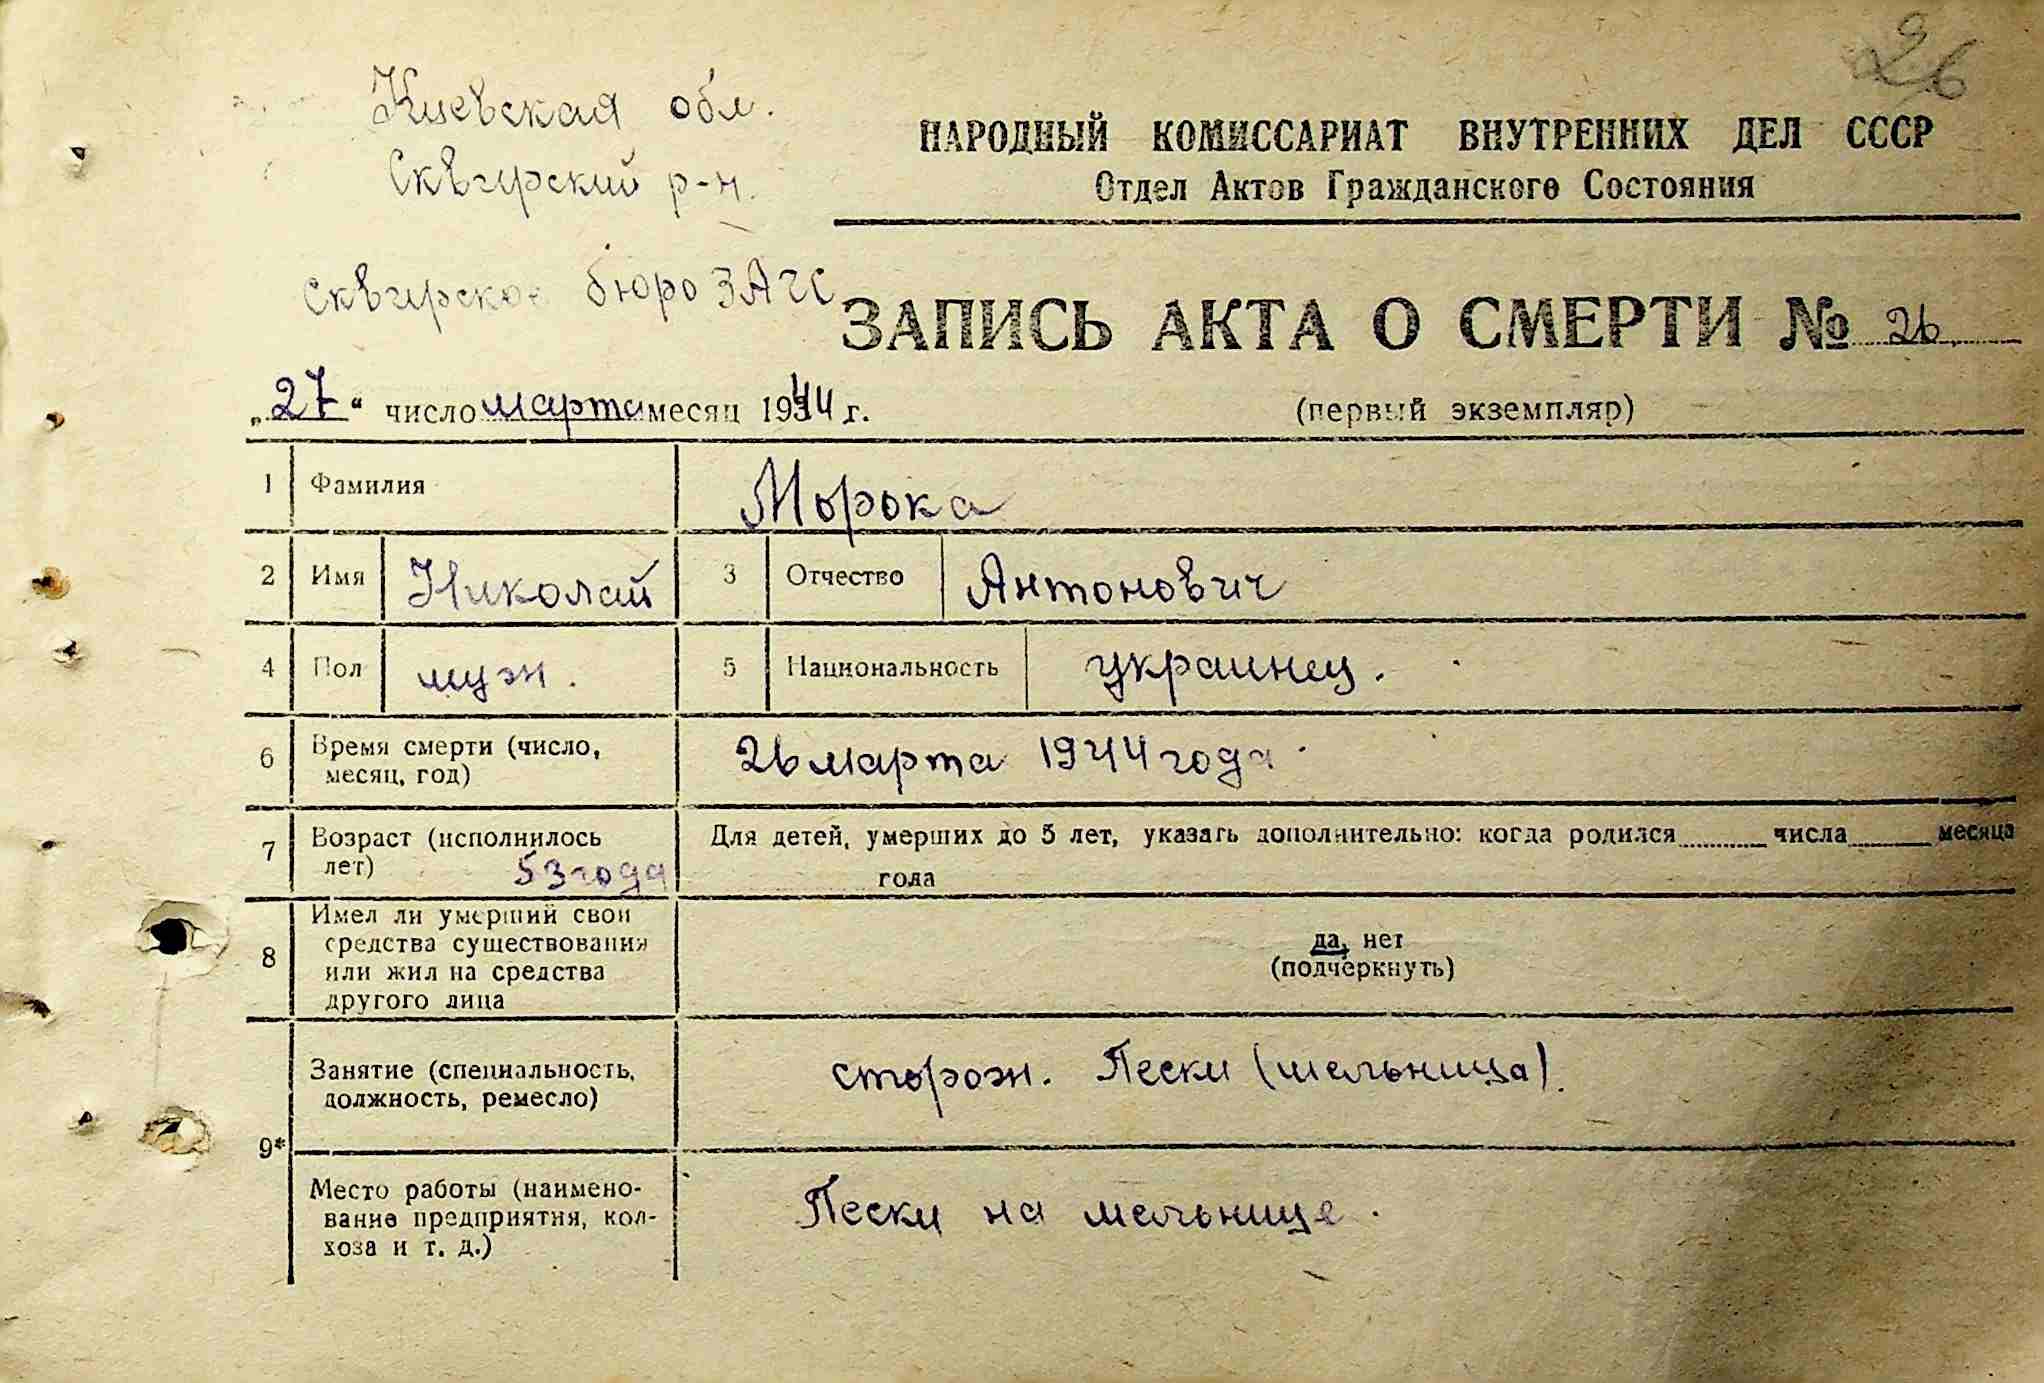 26
Киевская обл.
Сквирский р-н.
Сквирское бюро ЗАГС
НАРОДНЫЙ КОМИССАРИАТ ВНУТРЕННИХ ДЕЛ СССР
Отдел Актов Гражданского Состояния
ЗАПИСЬ АКТА О СМЕРТИ № 26
„27“ число марта месяц 1944 г.
(первый экземпляр)
1 Фамилия Морока
2 Имя Николай 3 Отчество Антонович
4 Пол муж. 5 Национальность украинец.
6 Время смерти (число, месяц, год) 26 марта 1944 года
7 Возраст (исполнилось лет) 53 года Для детей, умерших до 5 лет, указать дополнительно: когда родился числа месяца
года
8 Имел ли умерший свои
средства существования
или жил на средства
другого лица
да, нет
(подчеркнуть)
9* Занятие (специальность,
должность, ремесло)
сторож. Пески (мельница).
Место работы (наимено-
вание предприятия, кол-
хоза и т. д.)
Пески на мельнице.